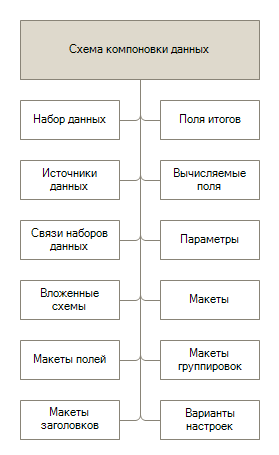 Схема компоновки данных
Набор данных
Поля итогов
Источники
данных
Вычисляемые
поля
Связи наборов
данных
Параметры
Вложенные
схемы
Макеты
Макеты полей
Макеты
группировок
Макеты
заголовков
Варианты
настроек